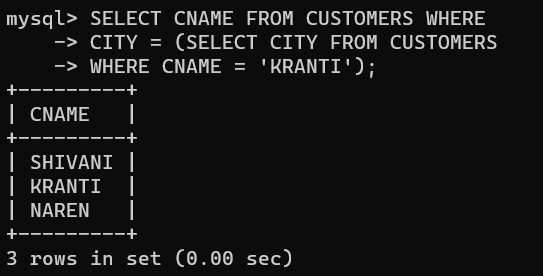 mysql> SELECT CNAME FROM CUSTOMERS WHERE
    -> CITY = (SELECT CITY FROM CUSTOMERS
    -> WHERE CNAME = 'KRANTI');
+---------+
| CNAME   |
+---------+
| SHIVANI |
| KRANTI  |
| NAREN   |
+---------+
3 rows in set (0.00 sec)